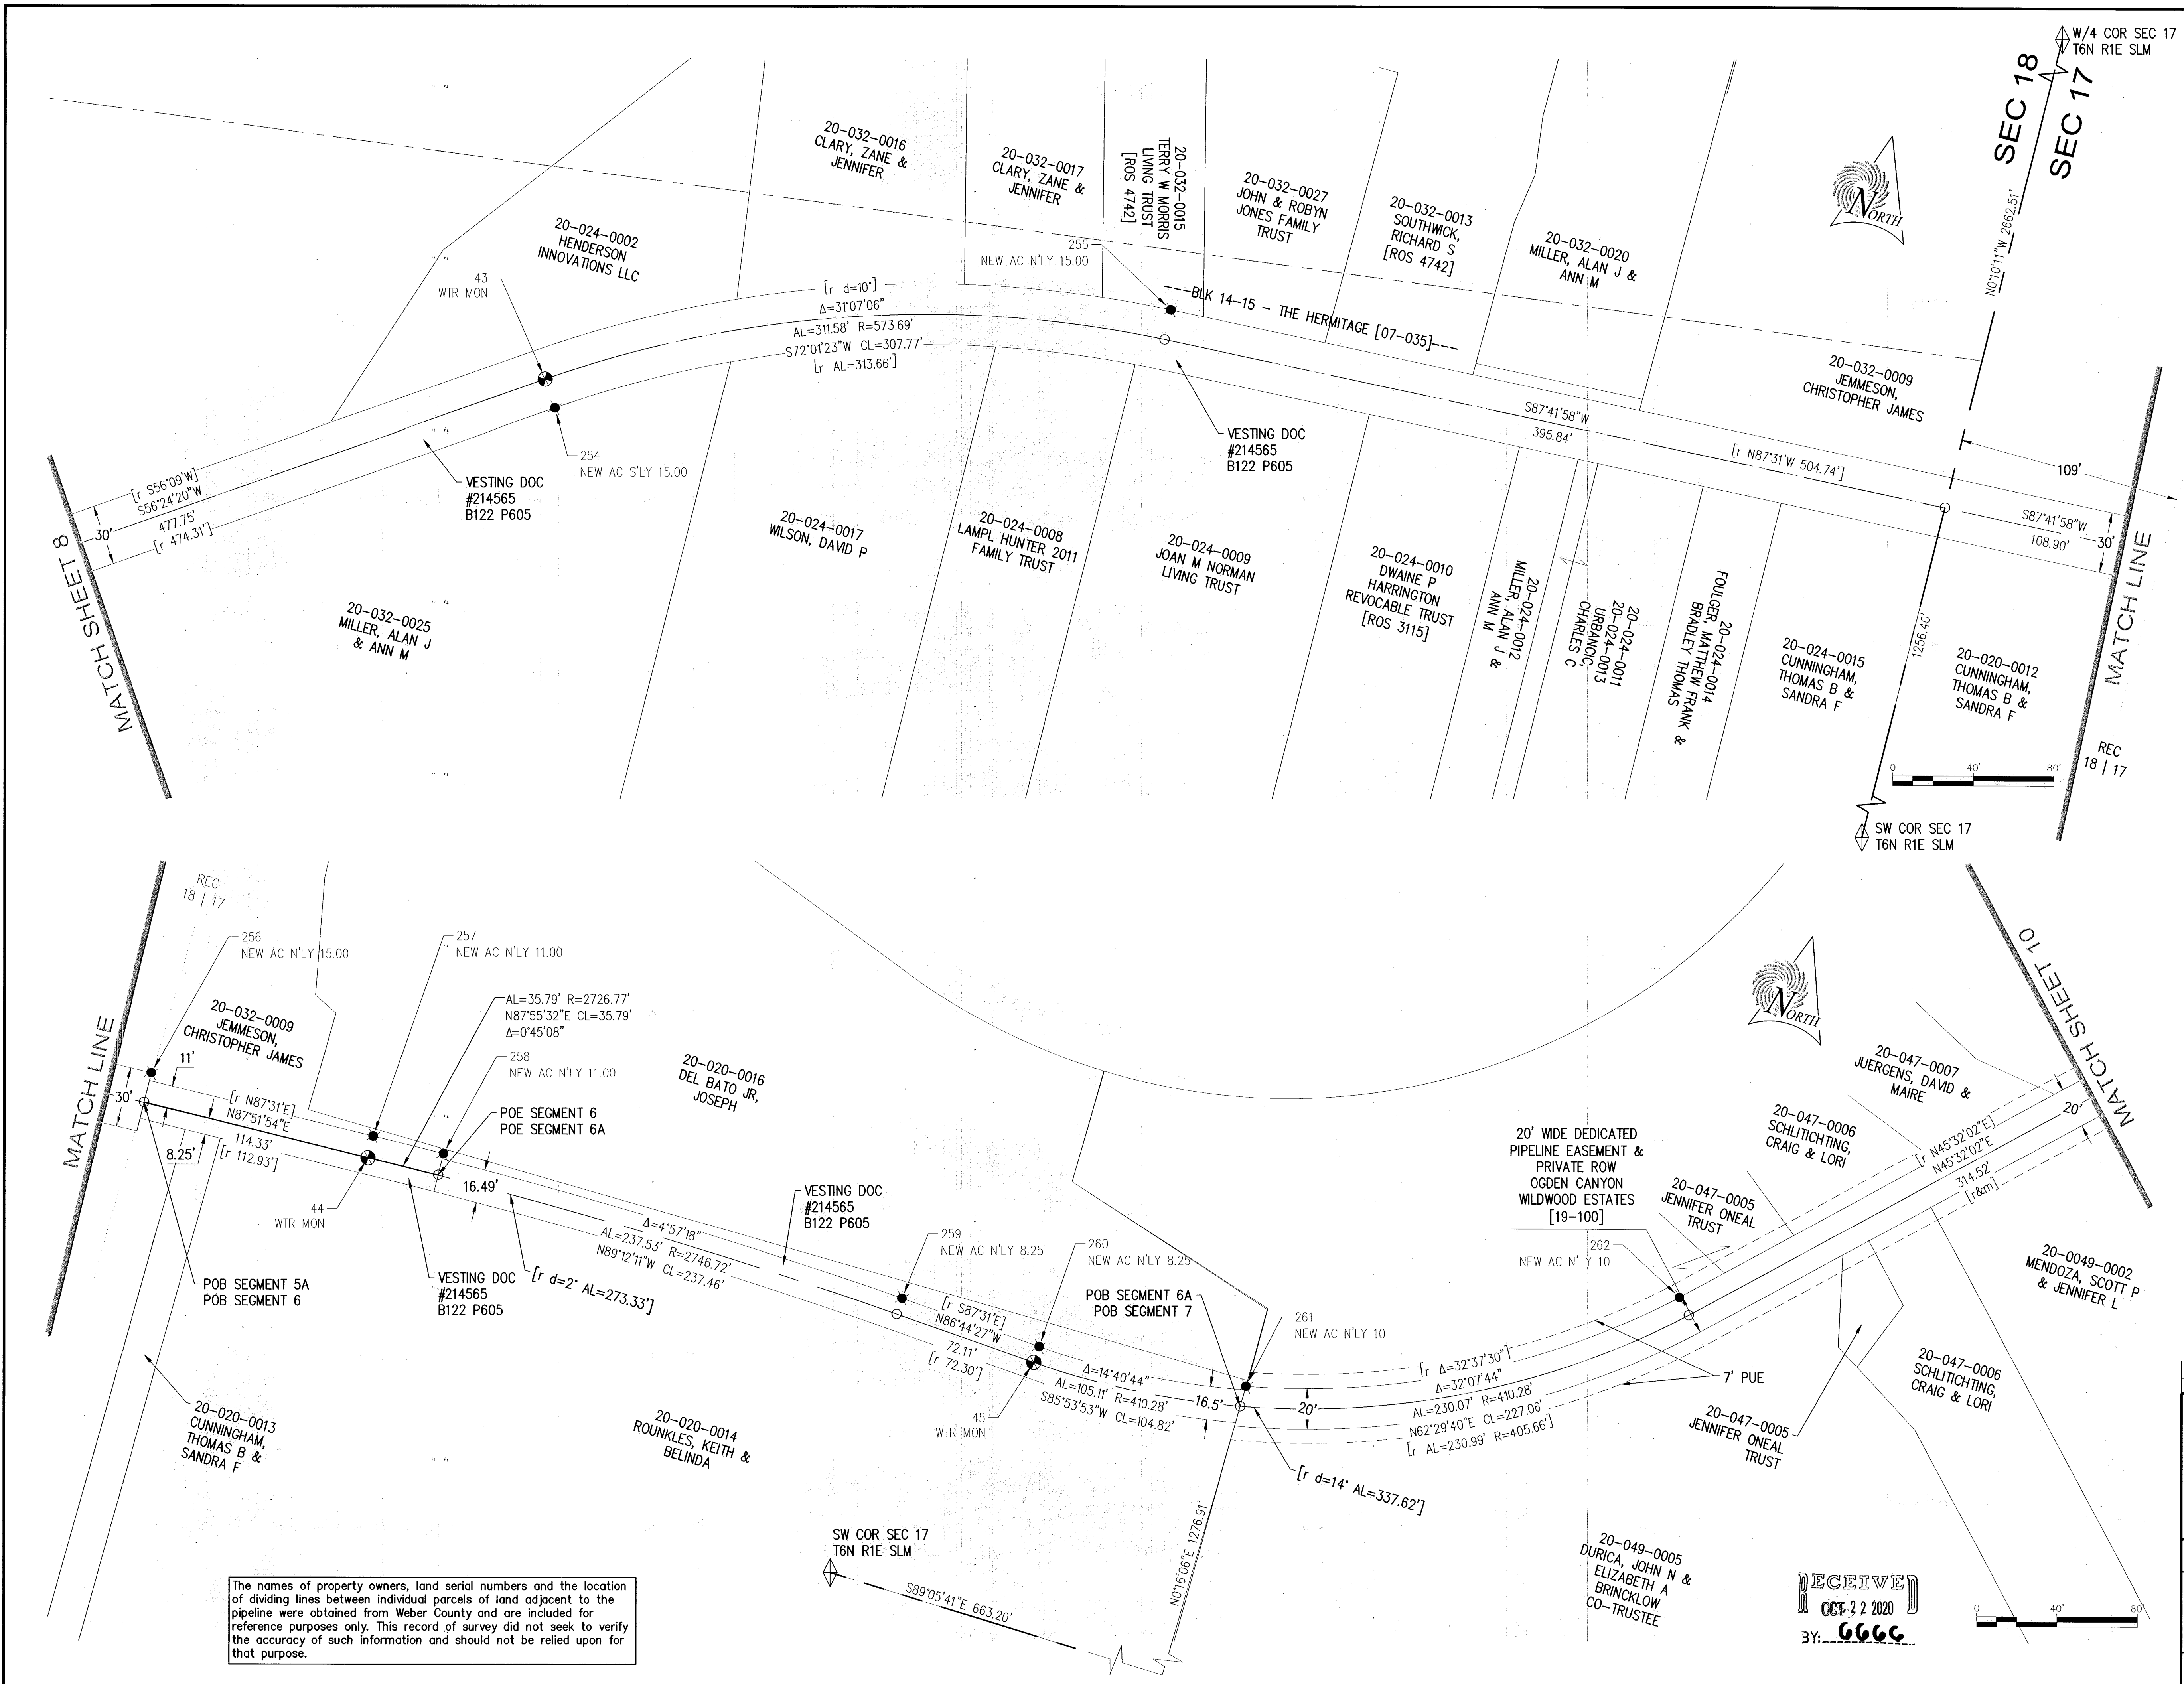 W/4 COR SEC 17
T6N R1E SLM
SEC 18
SEC 17
N0°10'11"W 2662.51'
NORTH
20-032-0016
CLARY, ZANE &
JENNIFER
20-032-0017
CLARY, ZANE &
JENNIFER
20-032-0015
TERRY W MORRIS
LIVING TRUST
[ROS 4742]
20-032-0027
JOHN & ROBYN
JONES FAMILY
TRUST
20-032-0013
SOUTHWICK,
RICHARD S
[ROS 4742]
20-032-0020
MILLER, ALAN J &
ANN M
20-024-0002
HENDERSON
INNOVATIONS LLC
43
WTR MON
255
NEW AC N'LY 15.00
[r d=10°]
Δ=31°07'06"
AL=311.58' R=573.69'
S72°01'23"W CL=307.77'
[r AL=313.66']
---BLK 14-15 - THE HERMITAGE [07-035]---
20-032-0009
JEMMESON,
CHRISTOPHER JAMES
254
NEW AC S'LY 15.00
VESTING DOC
#214565
B122 P605
VESTING DOC
#214565
B122 P605
S87°41'58"W
395.84'
[r N87°31'W 504.74']
109'
S87°41'58"W
108.90'
30'
MATCH LINE
[r S56°09'W]
S56°24'20"W
477.75'
[r 474.31']
30'
MATCH SHEET 8
20-032-0025
MILLER, ALAN J
& ANN M
20-024-0017
WILSON, DAVID P
20-024-0008
LAMPL HUNTER 2011
FAMILY TRUST
20-024-0009
JOAN M NORMAN
LIVING TRUST
20-024-0010
DWAINE P
HARRINGTON
REVOCABLE TRUST
[ROS 3115]
20-024-0012
MILLER, ALAN J &
ANN M
20-024-0011
20-024-0013
URBANCIC,
CHARLES C
20-024-0014
FOULGER, MATTHEW FRANK &
BRADLEY THOMAS
20-024-0015
CUNNINGHAM,
THOMAS B &
SANDRA F
1256.40'
20-020-0012
CUNNINGHAM,
THOMAS B &
SANDRA F
REC
18 | 17
0 40' 80'
SW COR SEC 17
T6N R1E SLM
REC
18 | 17
256
NEW AC N'LY 15.00
257
NEW AC N'LY 11.00
AL=35.79' R=2726.77'
N87°55'32"E CL=35.79'
Δ=0°45'08"
258
NEW AC N'LY 11.00
20-032-0009
JEMMESON,
CHRISTOPHER JAMES
MATCH LINE
11'
30'
[r N87°31'E]
N87°51'54"E
114.33'
[r 112.93']
8.25'
44
WTR MON
POE SEGMENT 6
POE SEGMENT 6A
20-020-0016
DEL BATO JR,
JOSEPH
16.49'
VESTING DOC
#214565
B122 P605
VESTING DOC
#214565
B122 P605
POB SEGMENT 5A
POB SEGMENT 6
Δ=4°57'18"
AL=237.53' R=2746.72'
N89°12'11"W CL=237.46'
[r d=2° AL=273.33']
259
NEW AC N'LY 8.25
260
NEW AC N'LY 8.25
[r S87°31'E]
N86°44'27"W
72.11'
[r 72.30']
45
WTR MON
POB SEGMENT 6A
POB SEGMENT 7
261
NEW AC N'LY 10
Δ=14°40'44"
AL=105.11' R=410.28'
S85°53'53"W CL=104.82'
16.5'
20'
[r d=14° AL=337.62']
[r Δ=32°37'30"]
Δ=32°07'44"
AL=230.07' R=410.28'
N62°29'40"E CL=227.06'
[r AL=230.99' R=405.66']
20' WIDE DEDICATED
PIPELINE EASEMENT &
PRIVATE ROW
OGDEN CANYON
WILDWOOD ESTATES
[19-100]
262
NEW AC N'LY 10
7' PUE
NORTH
MATCH SHEET 10
20-047-0007
JUERGENS, DAVID &
MAIRE
20-047-0006
SCHLITICHTING,
CRAIG & LORI
20-047-0005
JENNIFER ONEAL
TRUST
[r N45°32'02"E]
N45°32'02"E
314.52'
[r&m]
20'
20-0049-0002
MENDOZA, SCOTT P
& JENNIFER L
20-047-0006
SCHLITICHTING,
CRAIG & LORI
20-047-0005
JENNIFER ONEAL
TRUST
20-020-0013
CUNNINGHAM,
THOMAS B &
SANDRA F
20-020-0014
ROUNKLES, KEITH &
BELINDA
SW COR SEC 17
T6N R1E SLM
S89°05'41"E 663.20'
N0°16'06"E 1276.91'
20-049-0005
DURICA, JOHN N &
ELIZABETH A
BRINCKLOW
CO-TRUSTEE
The names of property owners, land serial numbers and the location
of dividing lines between individual parcels of land adjacent to the
pipeline were obtained from Weber County and are included for
reference purposes only. This record of survey did not seek to verify
the accuracy of such information and should not be relied upon for
that purpose.
RECEIVED
OCT 22 2020
BY: 6666
0 40' 80'